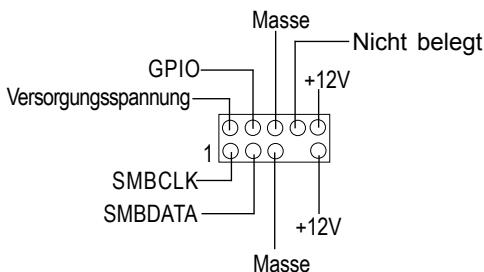 Masse
Nicht belegt
GPIO
+12V
Versorgungsspannung
1
SMBCLK
SMBDATA
+12V
Masse